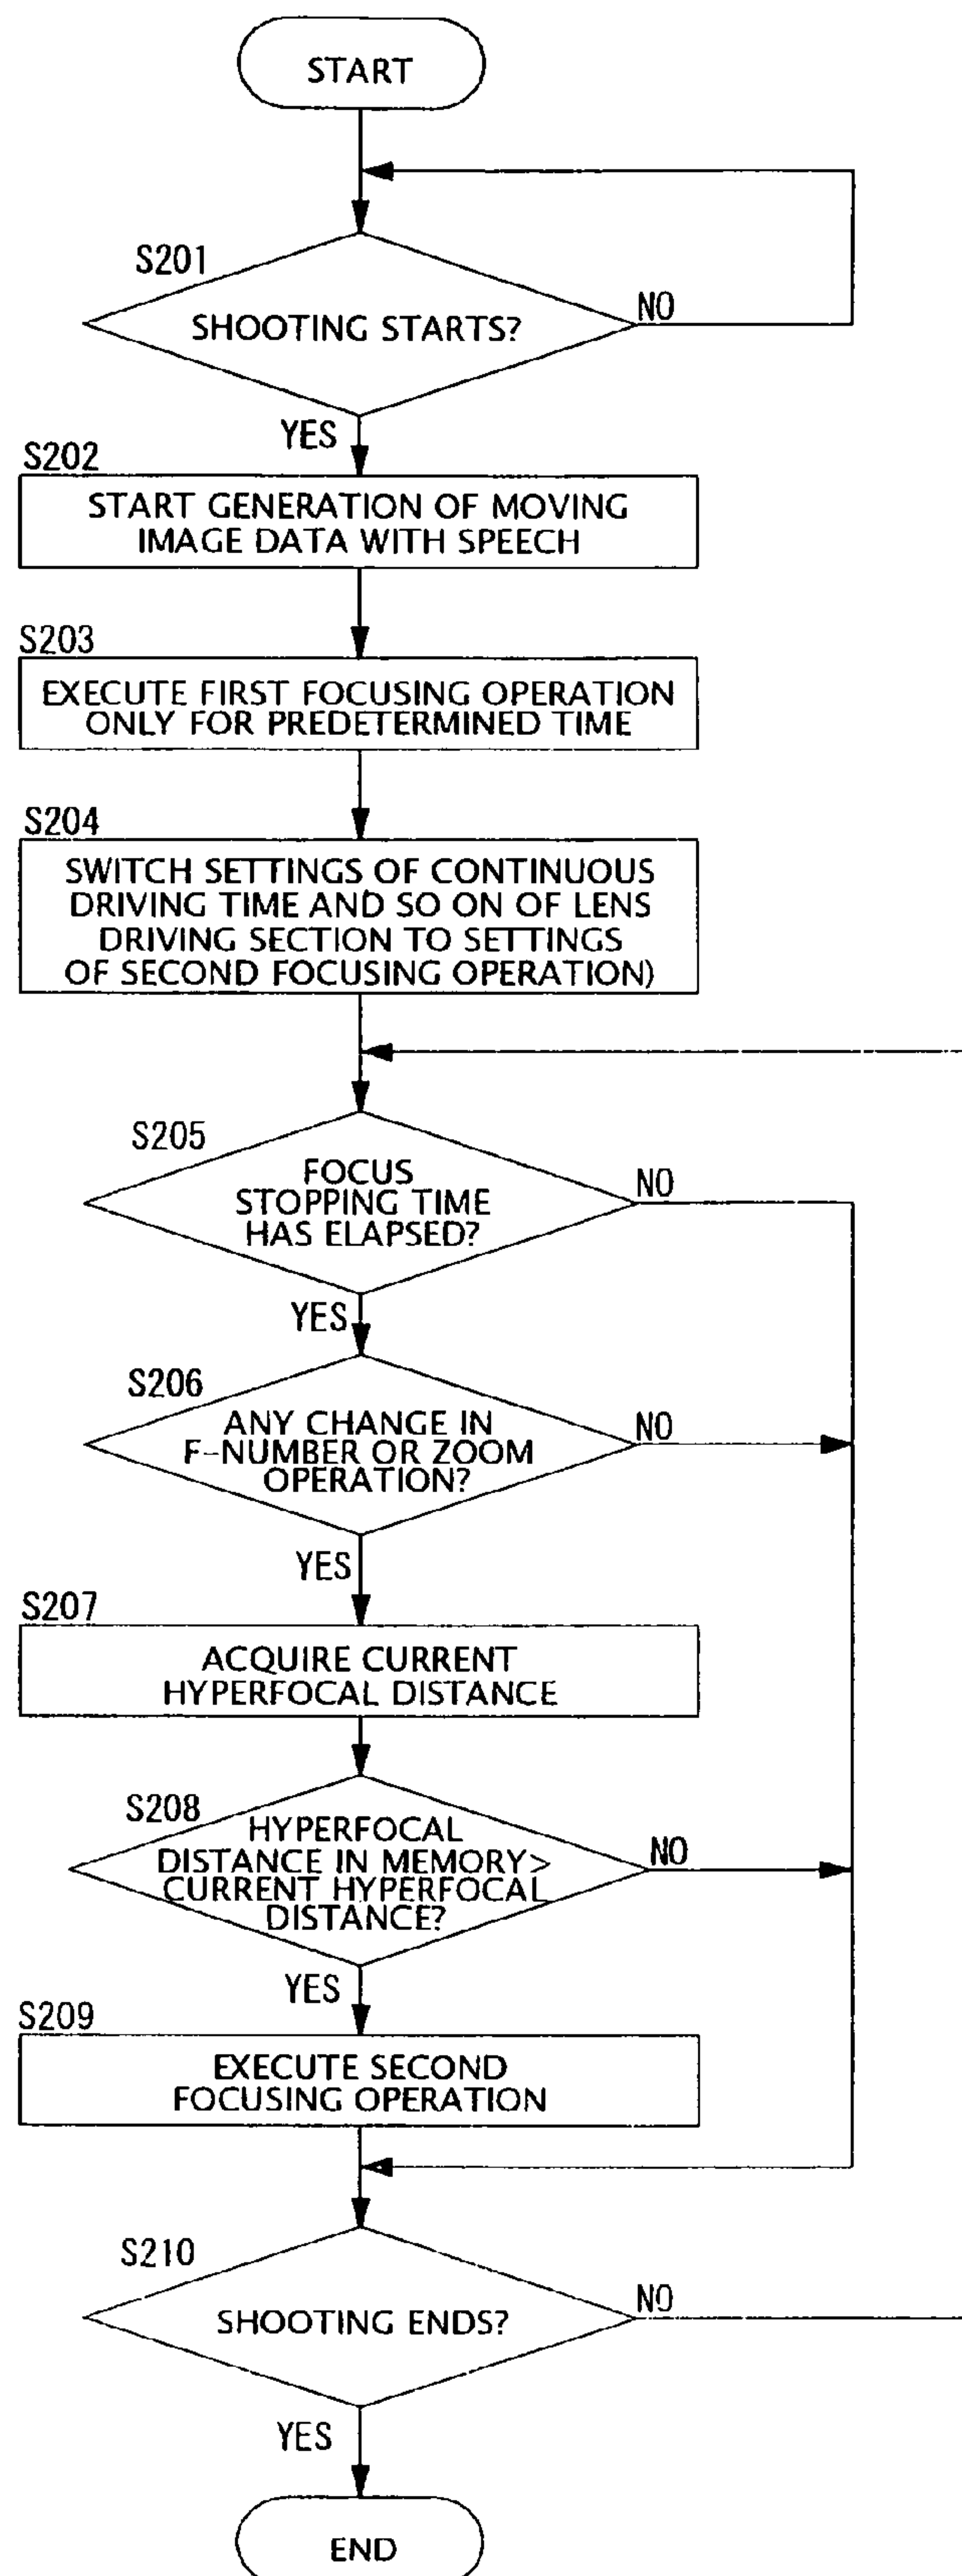 START
S201
SHOOTING STARTS?
NO
YES
S202
START GENERATION OF MOVING
IMAGE DATA WITH SPEECH
S203
EXECUTE FIRST FOCUSING OPERATION
ONLY FOR PREDETERMINED TIME
S204
SWITCH SETTINGS OF CONTINUOUS
DRIVING TIME AND SO ON OF LENS
DRIVING SECTION TO SETTINGS
OF SECOND FOCUSING OPERATION)
S205
FOCUS
STOPPING TIME
HAS ELAPSED?
NO
YES
S206
ANY CHANGE IN
F-NUMBER OR ZOOM
OPERATION?
NO
YES
S207
ACQUIRE CURRENT
HYPERFOCAL DISTANCE
S208
HYPERFOCAL
DISTANCE IN MEMORY>
CURRENT HYPERFOCAL
DISTANCE?
NO
YES
S209
EXECUTE SECOND
FOCUSING OPERATION
S210
SHOOTING ENDS?
NO
YES
END